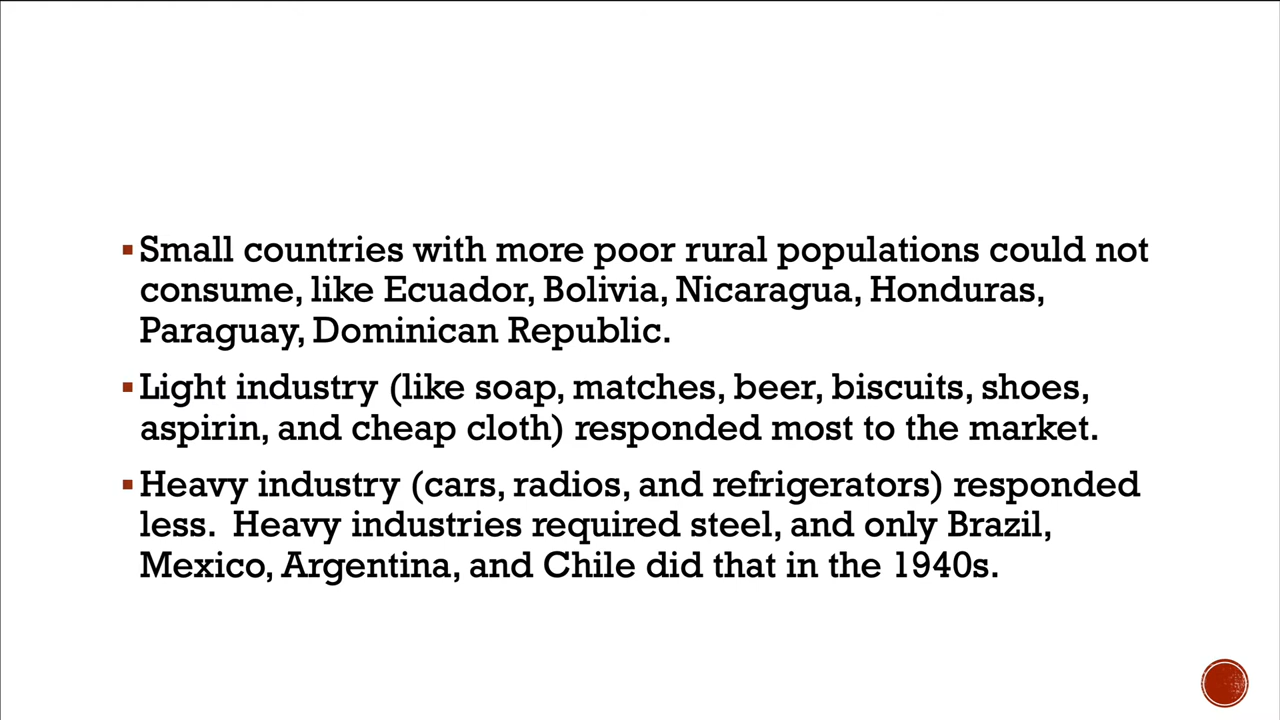 ▪Small countries with more poor rural populations could not
consume, like Ecuador, Bolivia, Nicaragua, Honduras,
Paraguay, Dominican Republic.
▪Light industry (like soap, matches, beer, biscuits, shoes,
aspirin, and cheap cloth) responded most to the market.
▪Heavy industry (cars, radios, and refrigerators) responded
less.  Heavy industries required steel, and only Brazil,
Mexico, Argentina, and Chile did that in the 1940s.